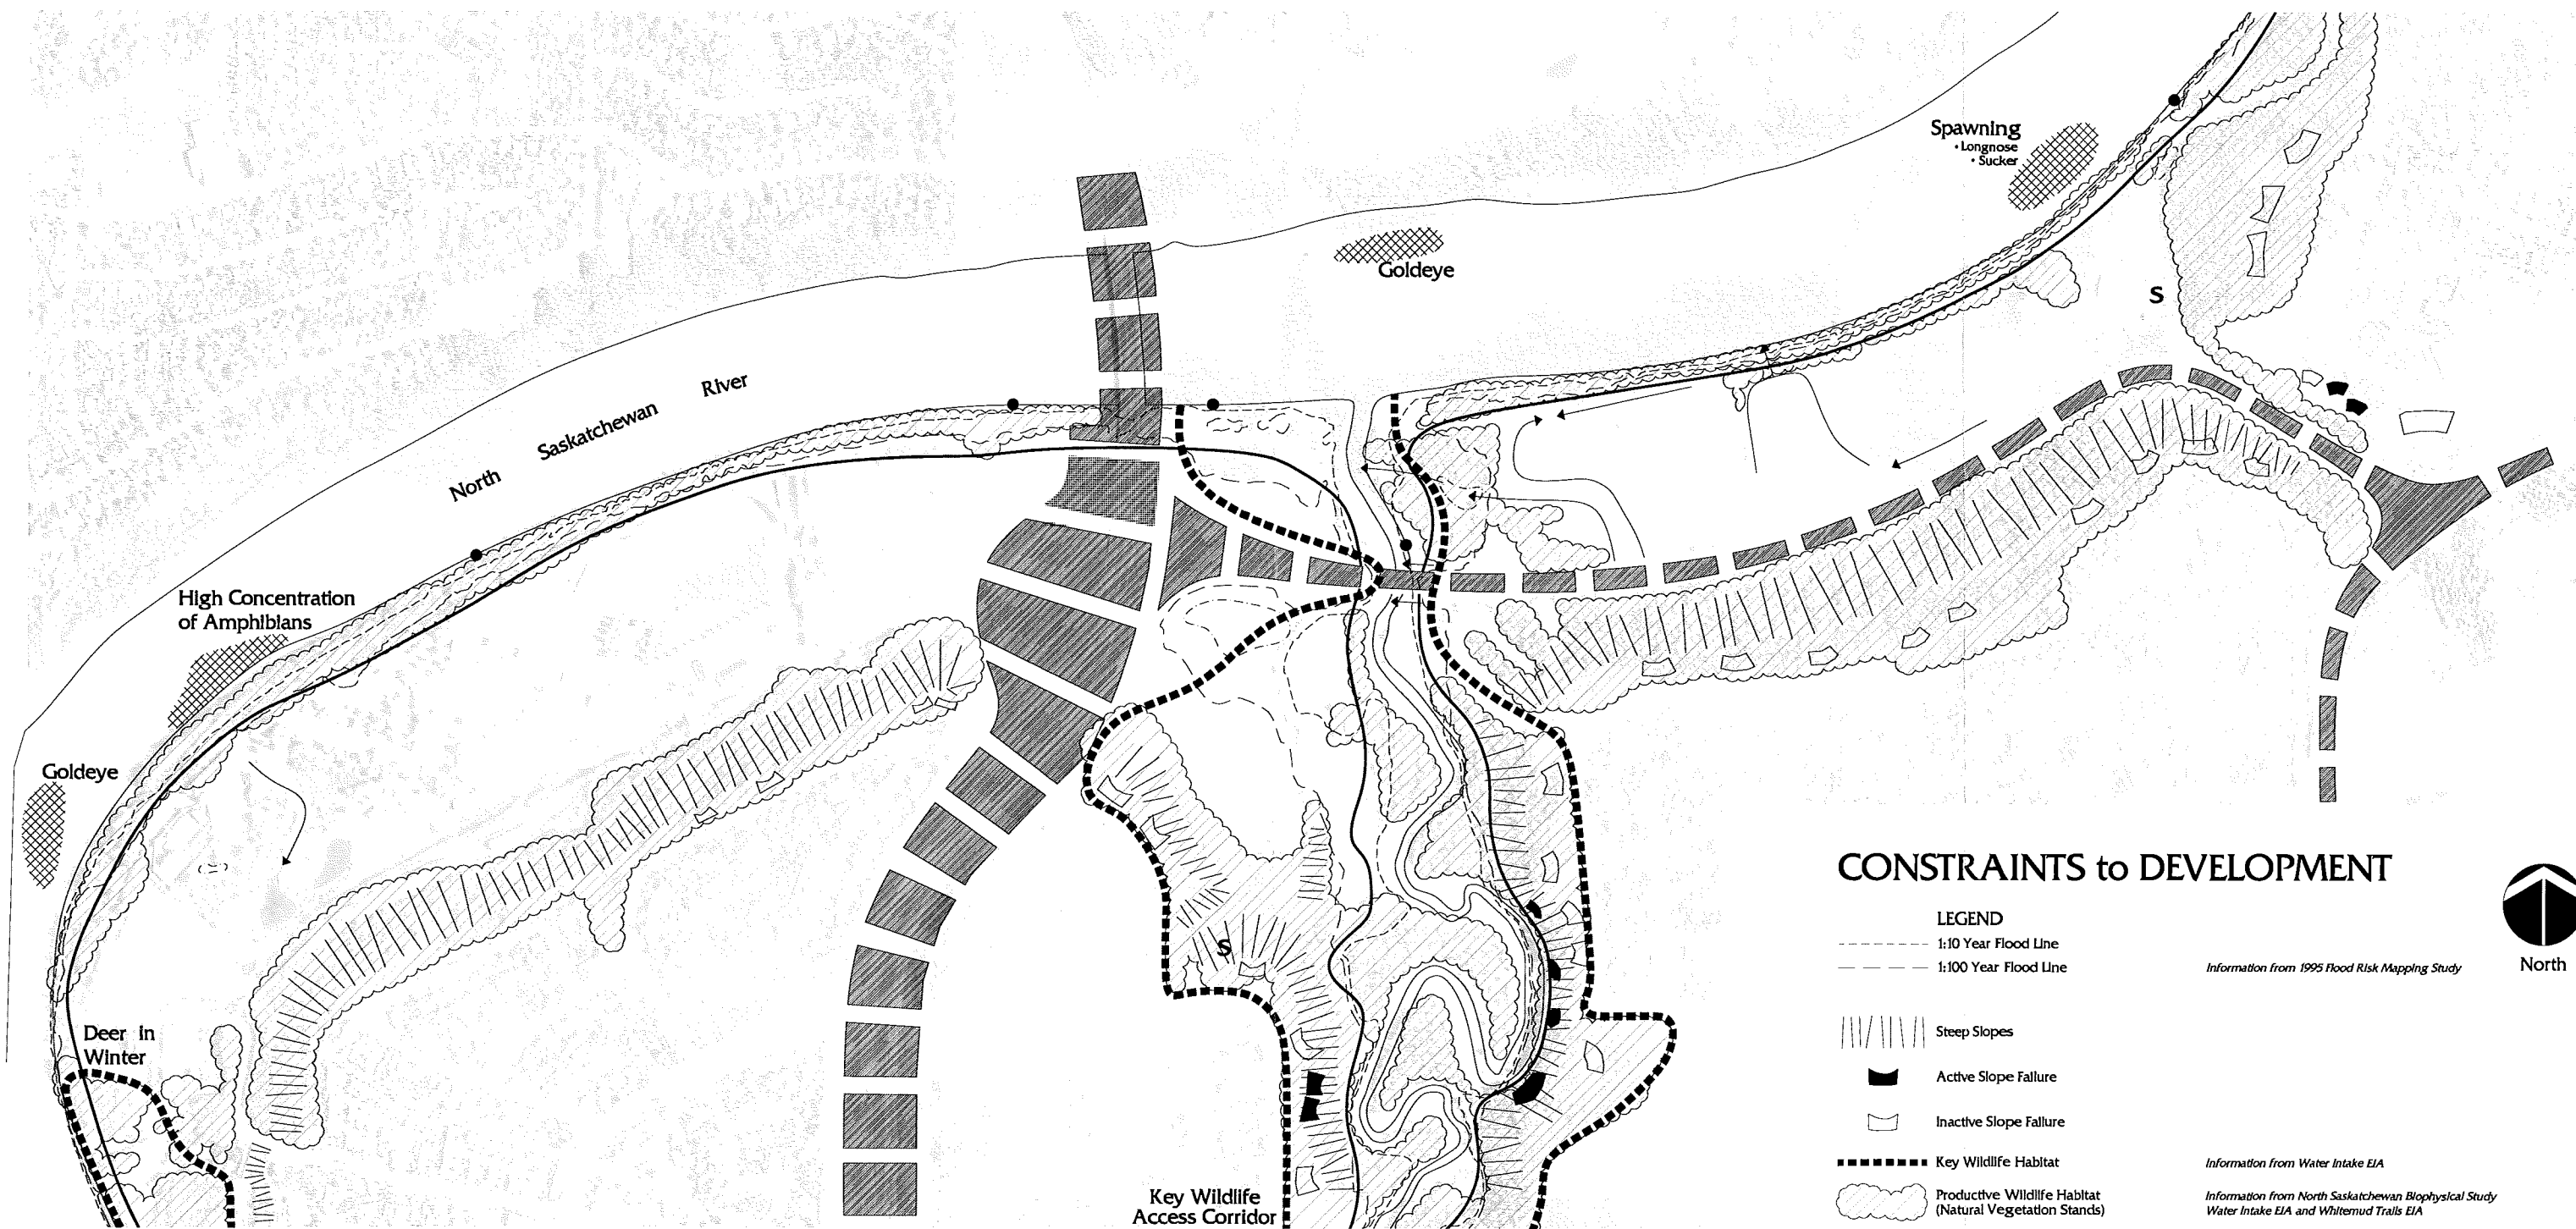 Spawning
• Longnose
• Sucker
Goldeye
S
North Saskatchewan River
High Concentration
of Amphibians
Goldeye
S
Deer in
Winter
Key Wildlife
Access Corridor
CONSTRAINTS to DEVELOPMENT
LEGEND
1:10 Year Flood Line
1:100 Year Flood Line
Information from 1995 Flood Risk Mapping Study
North
Steep Slopes
Active Slope Failure
Inactive Slope Failure
Key Wildlife Habitat
Information from Water Intake EIA
Productive Wildlife Habitat
(Natural Vegetation Stands)
Information from North Saskatchewan Biophysical Study
Water Intake EIA and Whitemud Trails EIA